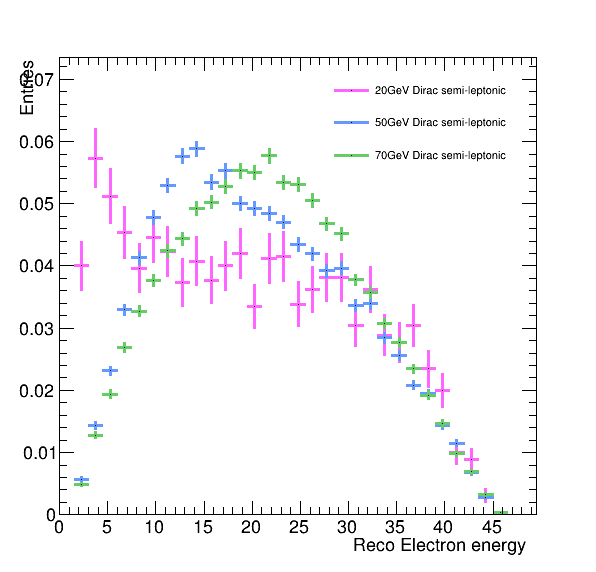 Entries
0.07
20GeV Dirac semi-leptonic
50GeV Dirac semi-leptonic
0.06
70GeV Dirac semi-leptonic
0.05
0.04
0.03
0.02
0.01
0
0 5 10 15 20 25 30 35 40 45
Reco Electron energy